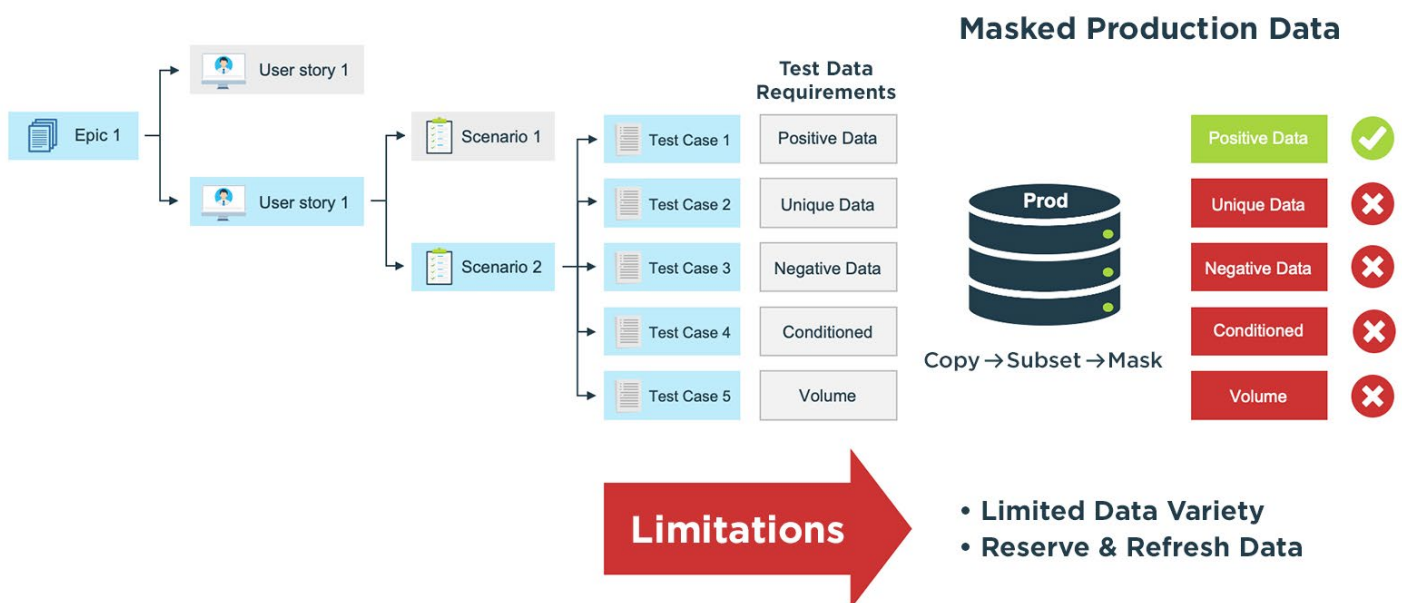 Masked Production Data
Test Data
Requirements
User story 1
Epic 1
Scenario 1
Test Case 1
Positive Data
Positive Data
User story 1
Test Case 2
Unique Data
Prod
Unique Data
Scenario 2
Test Case 3
Negative Data
Negative Data
Test Case 4
Conditioned
Conditioned
Copy → Subset → Mask
Test Case 5
Volume
Volume
Limitations
• Limited Data Variety
• Reserve & Refresh Data